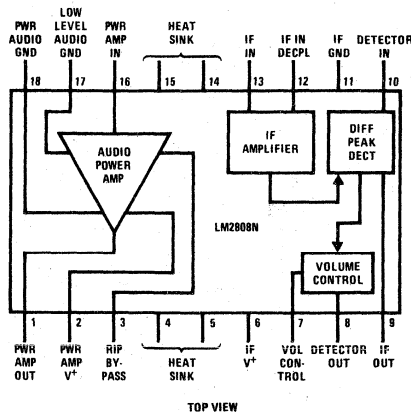 PWR AUDIO GND
LOW LEVEL AUDIO GND
PWR AMP IN
HEAT SINK
IF IN
IF IN DECPL
IF GND
DETECTOR IN
18 17 16 15 14 13 12 11 10
AUDIO POWER AMP
IF AMPLIFIER
DIFF PEAK DECT
LM2808N
VOLUME CONTROL
1 2 3 4 5 6 7 8 9
PWR AMP OUT
PWR AMP V+
RIP BY-PASS
HEAT SINK
IF V+
VOL CON-TROL
DETECTOR OUT
IF OUT
TOP VIEW